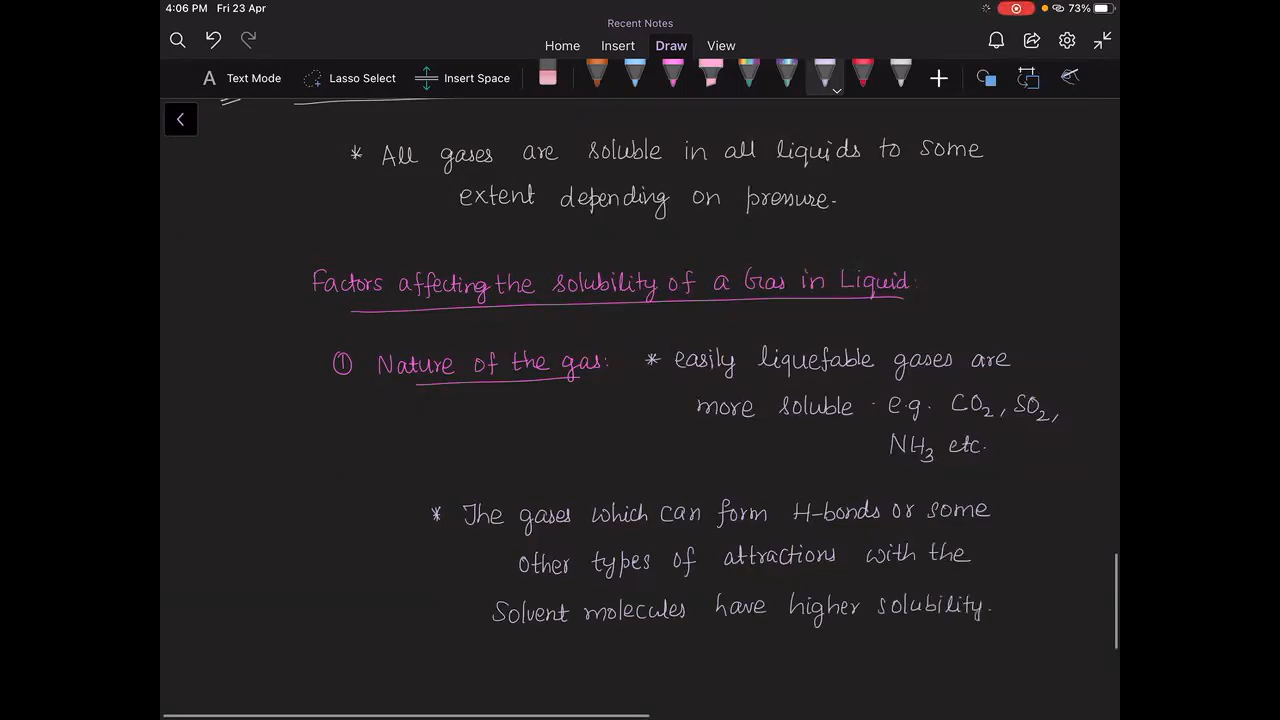 4:06 PM Fri 23 Apr
73%
Recent Notes
Home Insert Draw View
A Text Mode Lasso Select Insert Space
* All gases are soluble in all liquids to some
extent depending on pressure.
Factors affecting the solubility of a Gas in Liquid:
① Nature of the gas: * easily liquefable gases are
more soluble . e.g. CO₂, SO₂,
NH₃ etc.
* The gases which can form H-bonds or some
other types of attractions with the
Solvent molecules have higher solubility.